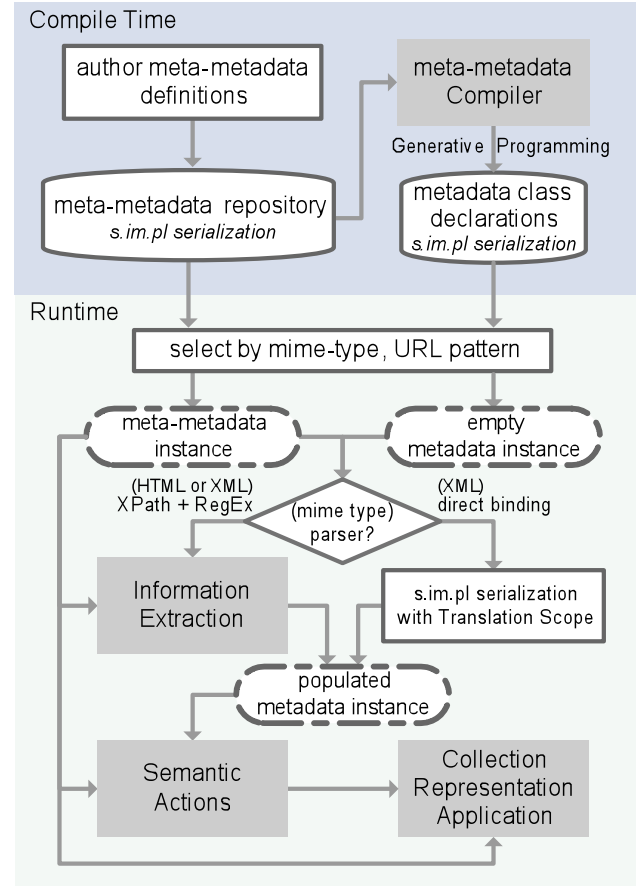 Compile Time
author meta-metadata
definitions
meta-metadata
Compiler
Generative Programming
meta-metadata repository
s.im.pl serialization
metadata class
declarations
s.im.pl serialization
Runtime
select by mime-type, URL pattern
meta-metadata
instance
empty
metadata instance
(HTML or XML)
XPath + RegEx
(mime type)
parser?
(XML)
direct binding
Information
Extraction
s.im.pl serialization
with Translation Scope
populated
metadata instance
Semantic
Actions
Collection
Representation
Application